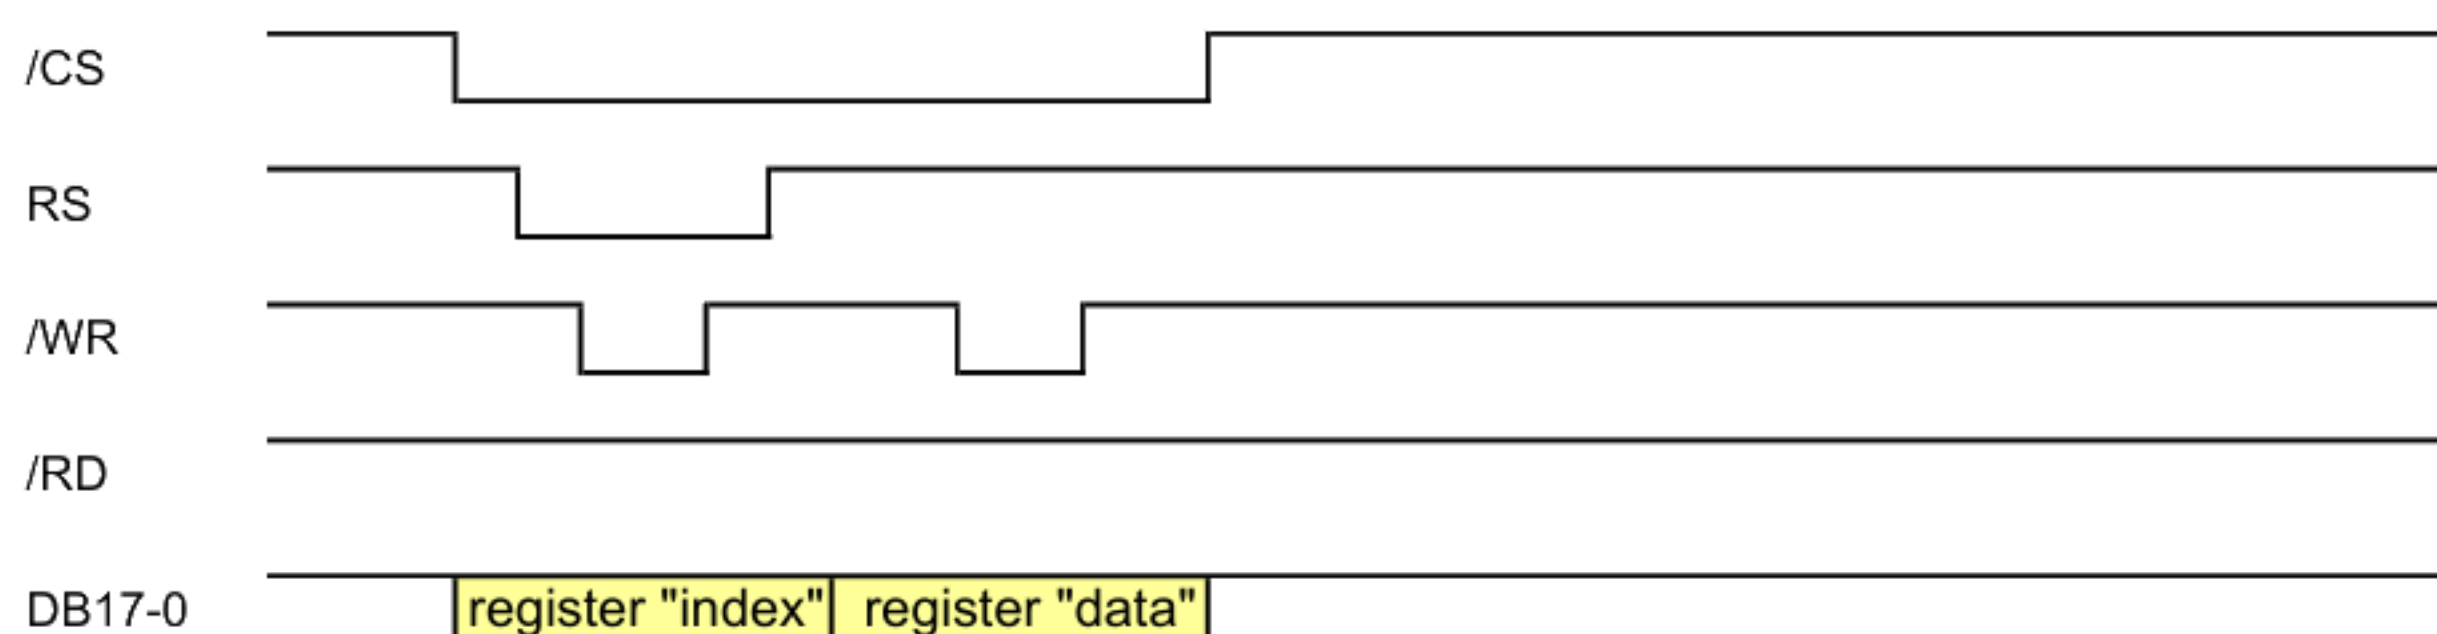 /CS
RS
/WR
/RD
DB17-0 register "index" register "data"